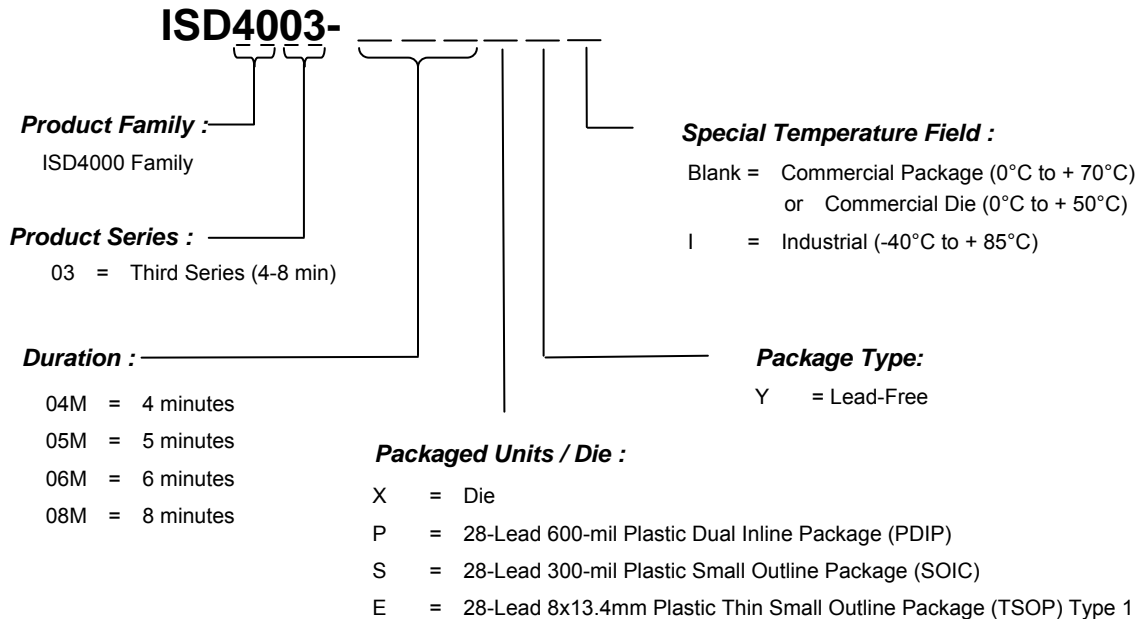 ISD4003- _ _ _ _ _ _
Product Family :
ISD4000 Family
Product Series :
03 = Third Series (4-8 min)
Duration :
04M = 4 minutes
05M = 5 minutes
06M = 6 minutes
08M = 8 minutes
Special Temperature Field :
Blank = Commercial Package (0°C to + 70°C)
or Commercial Die (0°C to + 50°C)
I = Industrial (-40°C to + 85°C)
Package Type:
Y = Lead-Free
Packaged Units / Die :
X = Die
P = 28-Lead 600-mil Plastic Dual Inline Package (PDIP)
S = 28-Lead 300-mil Plastic Small Outline Package (SOIC)
E = 28-Lead 8x13.4mm Plastic Thin Small Outline Package (TSOP) Type 1